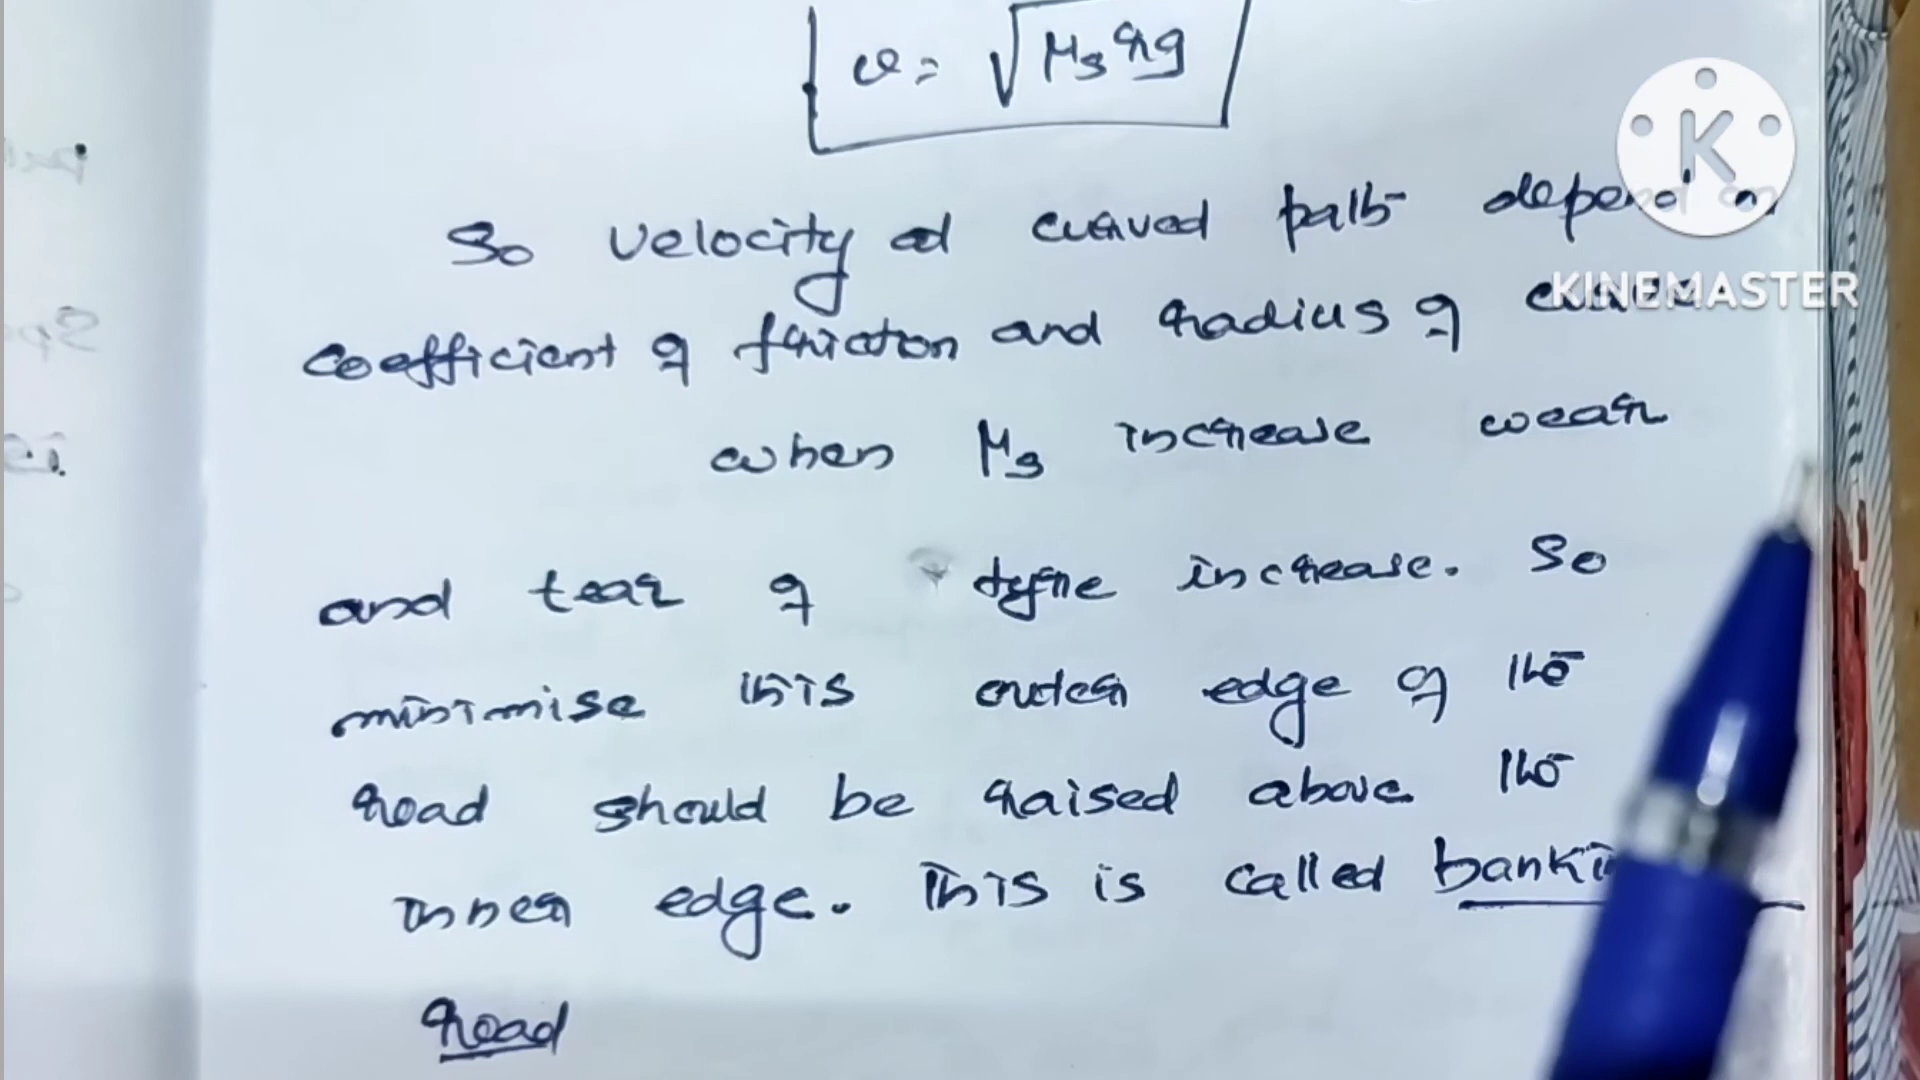 v = √μs rg
So velocity at curved path depend on
coefficient of friction and radius of curve.
KINEMASTER
when μs increase wear
and tear of tyre increase. So
minimise this outer edge of the
road should be raised above the
inner edge. This is called
road